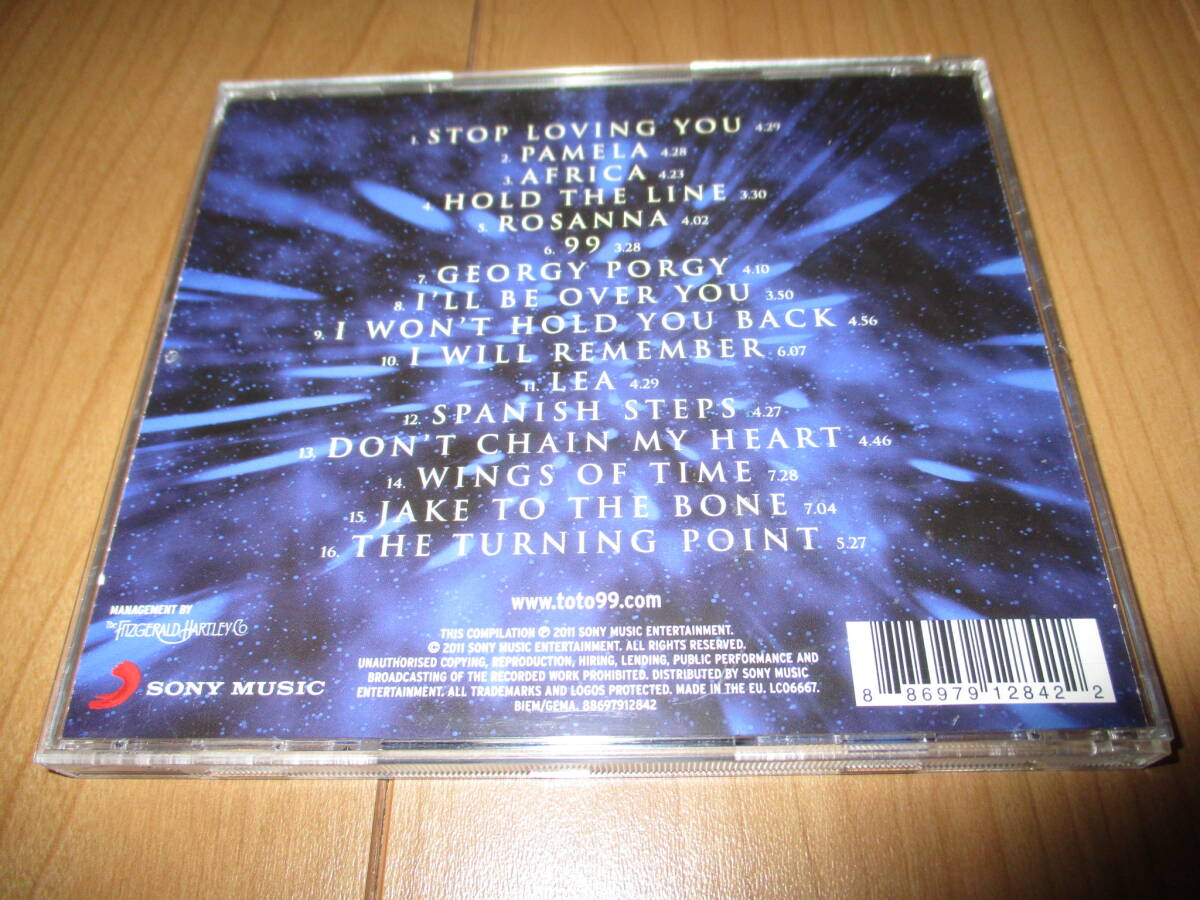 1. STOP LOVING YOU 4.29
2. PAMELA 4.28
3. AFRICA 4.23
4. HOLD THE LINE 3.30
5. ROSANNA 4.02
6. 99 3.28
7. GEORGY PORGY 4.10
8. I'LL BE OVER YOU 3.50
9. I WON'T HOLD YOU BACK 4.56
10. I WILL REMEMBER 6.07
11. LEA 4.29
12. SPANISH STEPS 4.27
13. DON'T CHAIN MY HEART 4.46
14. WINGS OF TIME 7.28
15. JAKE TO THE BONE 7.04
16. THE TURNING POINT 5.27
www.toto99.com
MANAGEMENT BY
The FITZGERALD HARTLEY CO
SONY MUSIC
THIS COMPILATION ℗ 2011 SONY MUSIC ENTERTAINMENT.
© 2011 SONY MUSIC ENTERTAINMENT. ALL RIGHTS RESERVED.
UNAUTHORISED COPYING, REPRODUCTION, HIRING, LENDING, PUBLIC PERFORMANCE AND
BROADCASTING OF THE RECORDED WORK PROHIBITED. DISTRIBUTED BY SONY MUSIC
ENTERTAINMENT. ALL TRADEMARKS AND LOGOS PROTECTED. MADE IN THE EU. LC06667.
BIEM/GEMA. 88697912842
8 86979 12842 2